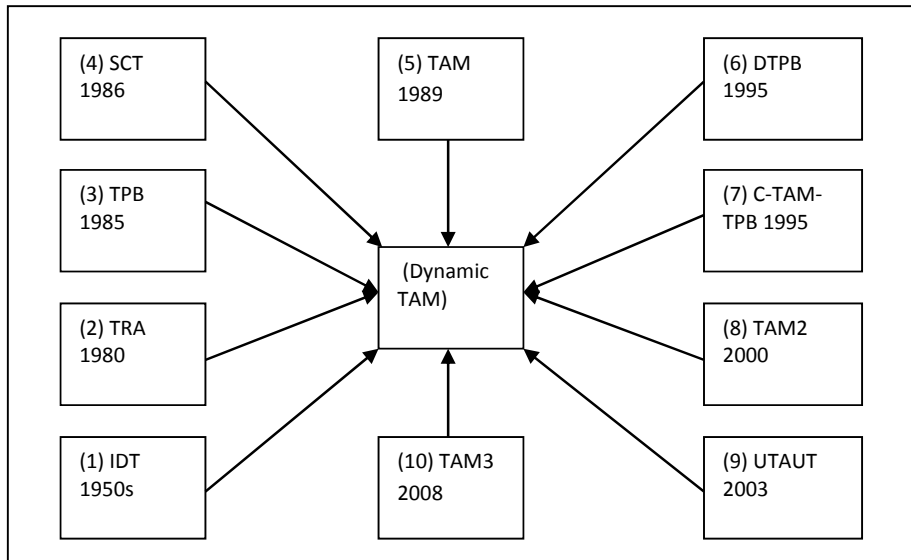 (4) SCT
1986
(5) TAM
1989
(6) DTPB
1995
(3) TPB
1985
(7) C-TAM-
TPB 1995
(Dynamic
TAM)
(2) TRA
1980
(8) TAM2
2000
(1) IDT
1950s
(10) TAM3
2008
(9) UTAUT
2003